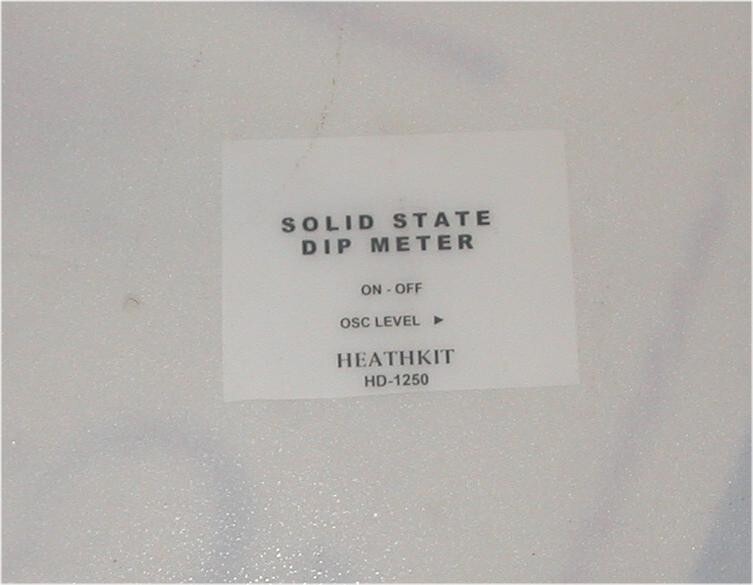 SOLID STATE
DIP METER
ON - OFF
OSC LEVEL ►
HEATHKIT
HD-1250